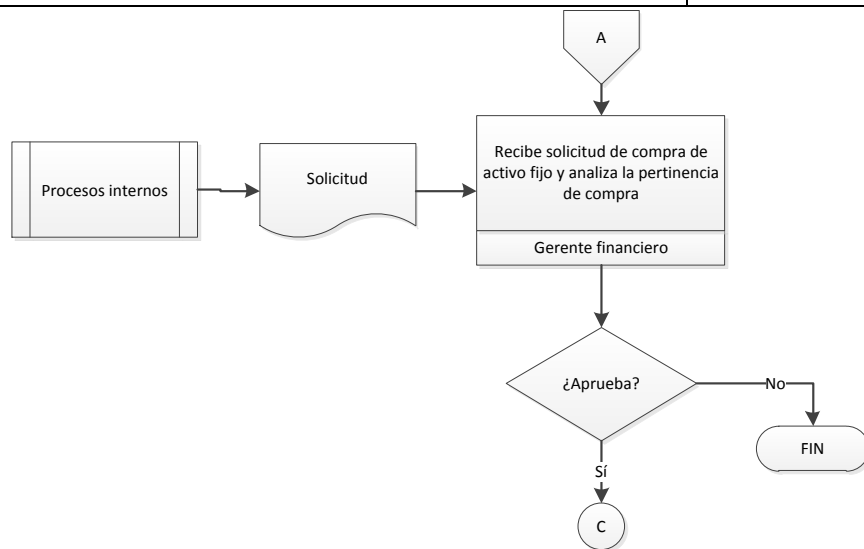 A
Procesos internos
Solicitud
Recibe solicitud de compra de
activo fijo y analiza la pertinencia
de compra
Gerente financiero
¿Aprueba?
No
FIN
Sí
C